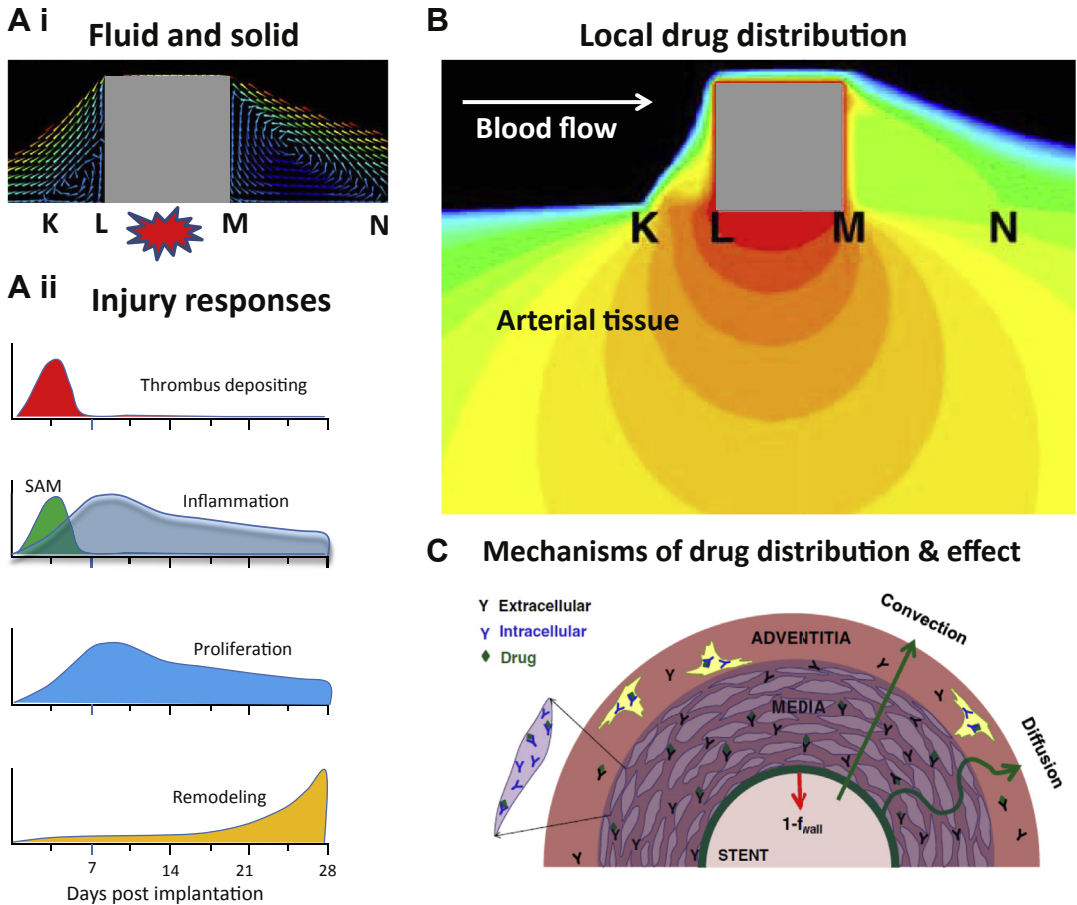 A i
Fluid and solid
K L M N
A ii
Injury responses
Thrombus depositing
SAM
Inflammation
Proliferation
Remodeling
7 14 21 28
Days post implantation
B
Local drug distribution
Blood flow
K L M N
Arterial tissue
C
Mechanisms of drug distribution & effect
Y Extracellular
Y Intracellular
Drug
ADVENTITIA
MEDIA
Convection
Diffusion
1-fwall
STENT